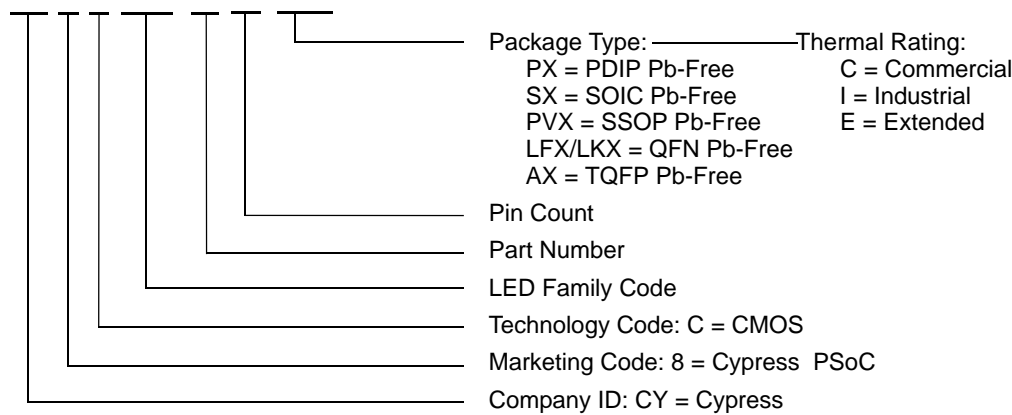 Package Type: Thermal Rating:
PX = PDIP Pb-Free C = Commercial
SX = SOIC Pb-Free I = Industrial
PVX = SSOP Pb-Free E = Extended
LFX/LKX = QFN Pb-Free
AX = TQFP Pb-Free
Pin Count
Part Number
LED Family Code
Technology Code: C = CMOS
Marketing Code: 8 = Cypress PSoC
Company ID: CY = Cypress